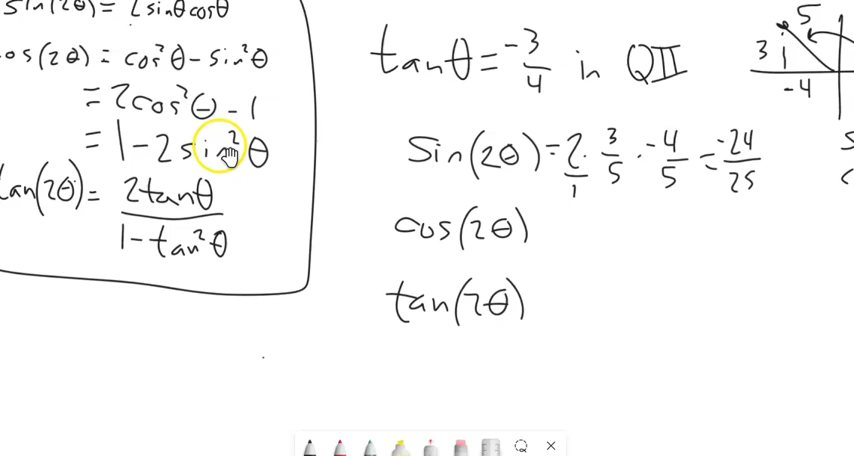 sin(2θ) = 2 sinθ cosθ
cos(2θ) = cos²θ - sin²θ
= 2cos²θ - 1
= 1 - 2 sin²θ
tan(2θ) = 2tanθ / 1 - tan²θ
tanθ = -3/4 in QII
5
3
-4
sin(2θ) = 2/1 · 3/5 · -4/5 = -24/25
cos(2θ)
tan(2θ)